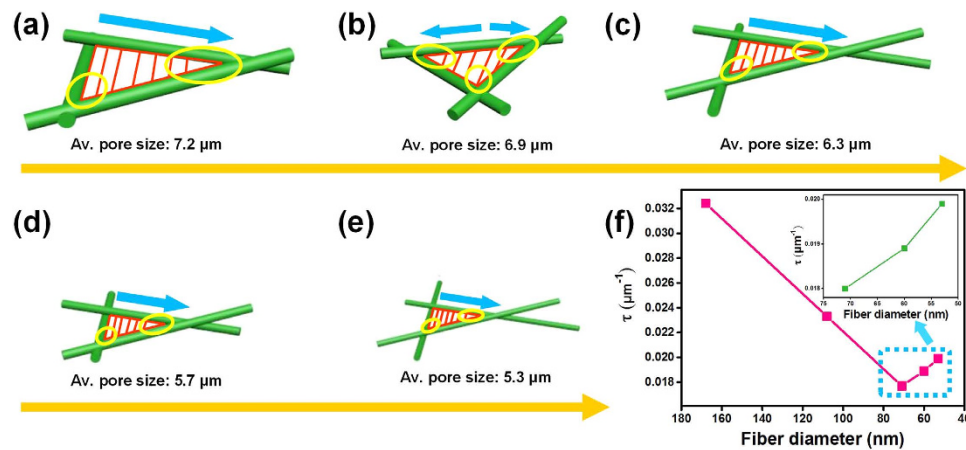 (a)
(b)
(c)
Av. pore size: 7.2 µm
Av. pore size: 6.9 µm
Av. pore size: 6.3 µm
(d)
(e)
(f)
Av. pore size: 5.7 µm
Av. pore size: 5.3 µm
τ (µm⁻¹)
0.032
0.030
0.028
0.026
0.024
0.022
0.020
0.018
180 160 140 120 100 80 60 40
Fiber diameter (nm)
τ (µm⁻¹)
0.020
0.019
0.018
75 70 65 60 55 50
Fiber diameter (nm)